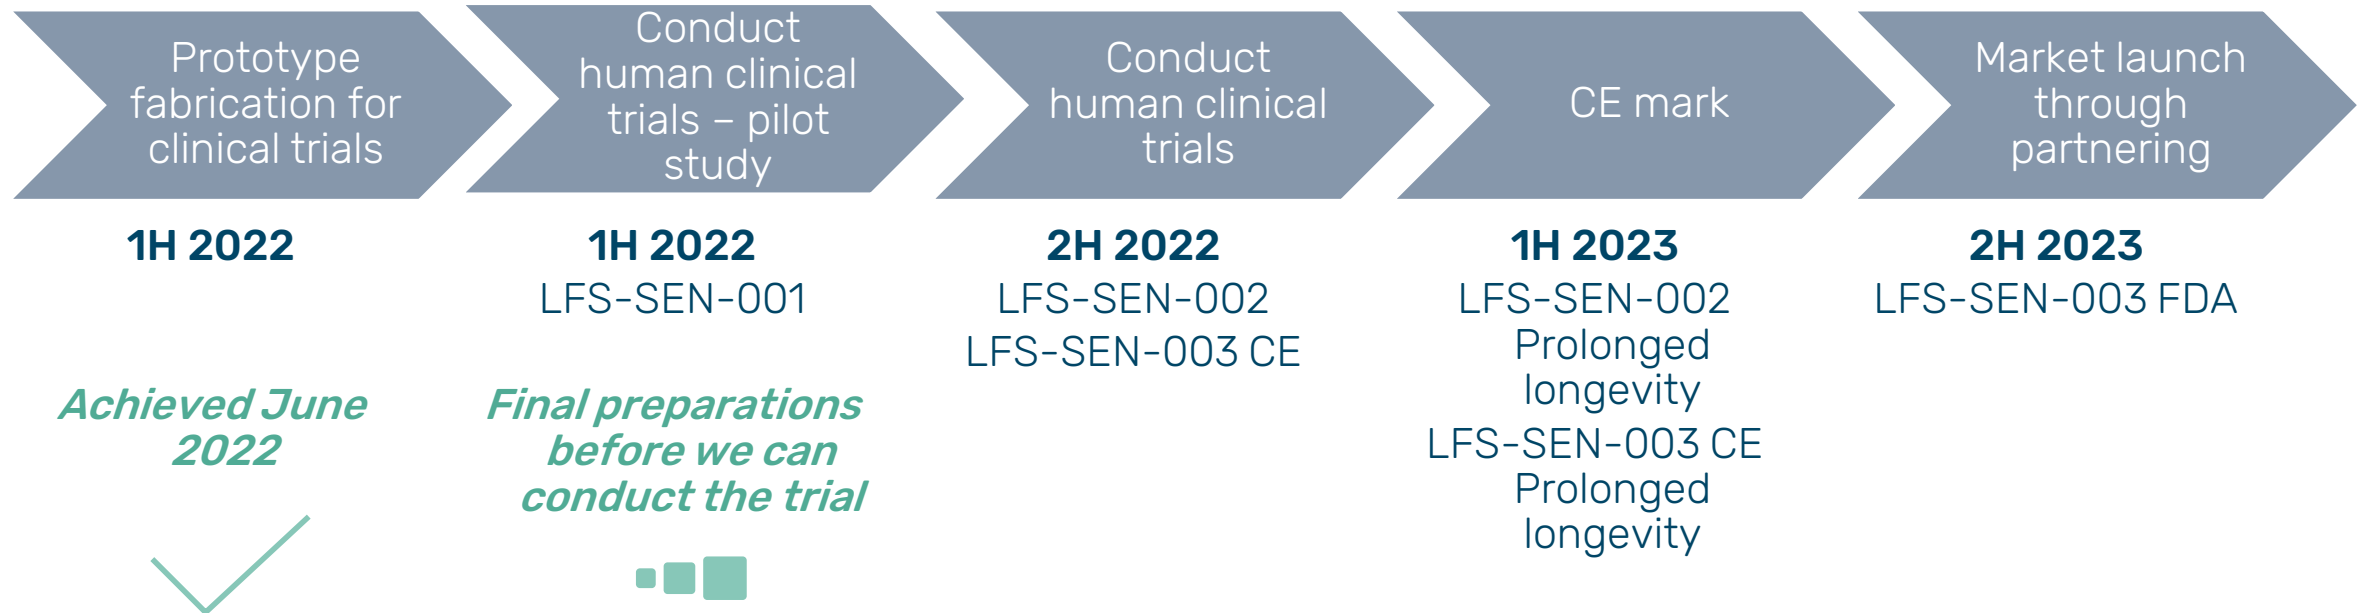 Prototype
fabrication for
clinical trials
Conduct
human clinical
trials – pilot
study
Conduct
human clinical
trials
CE mark
Market launch
through
partnering
1H 2022
Achieved June
2022
1H 2022
LFS-SEN-001
Final preparations
before we can
conduct the trial
2H 2022
LFS-SEN-002
LFS-SEN-003 CE
1H 2023
LFS-SEN-002
Prolonged
longevity
LFS-SEN-003 CE
Prolonged
longevity
2H 2023
LFS-SEN-003 FDA